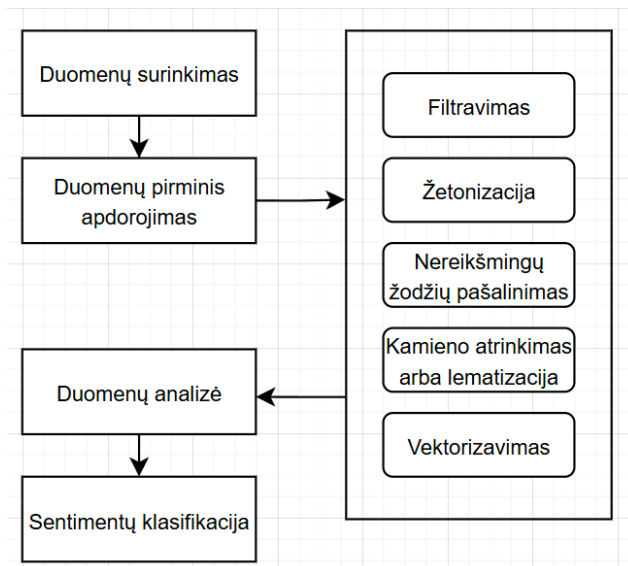 Duomenų surinkimas
Duomenų pirminis
apdorojimas
Filtravimas
Žetonizacija
Nereikšmingų
žodžių pašalinimas
Kamieno atrinkimas
arba lematizacija
Vektorizavimas
Duomenų analizė
Sentimentų klasifikacija